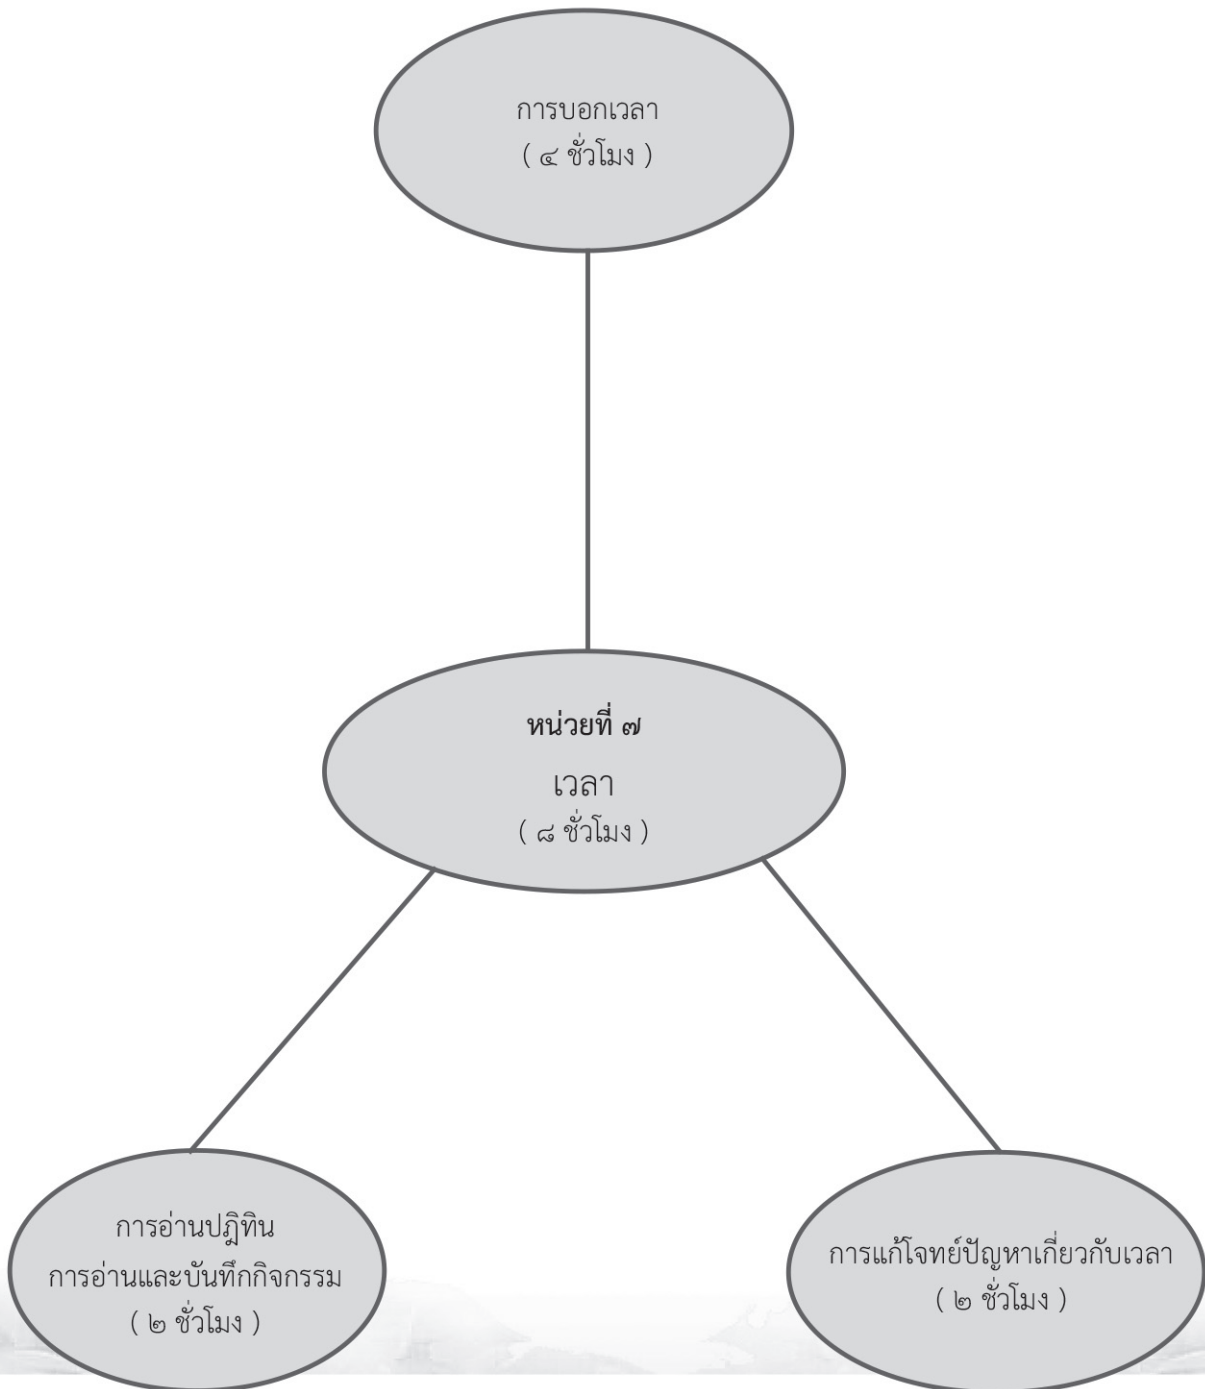 การบอกเวลา
( ๔ ชั่วโมง )
หน่วยที่ ๗
เวลา
( ๘ ชั่วโมง )
การอ่านปฏิทิน
การอ่านและบันทึกกิจกรรม
( ๒ ชั่วโมง )
การแก้โจทย์ปัญหาเกี่ยวกับเวลา
( ๒ ชั่วโมง )